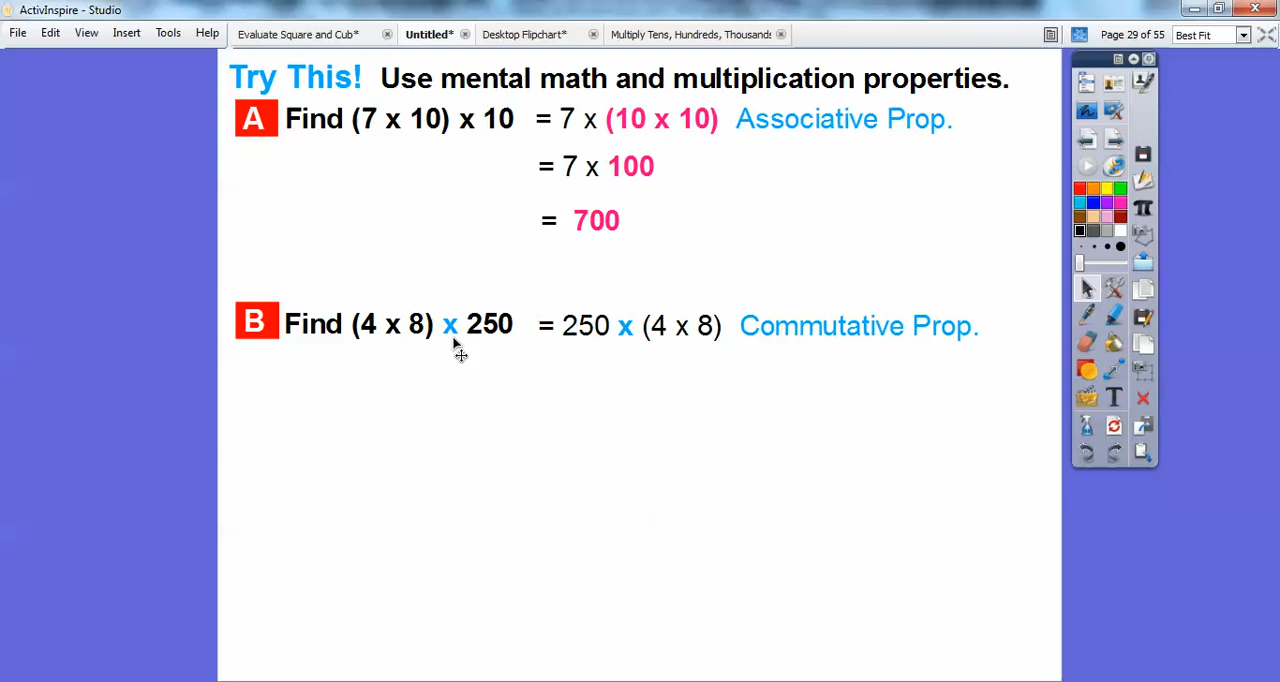 ActivInspire - Studio
File Edit View Insert Tools Help
Evaluate Square and Cub* Untitled* Desktop Flipchart* Multiply Tens, Hundreds, Thousands
Page 29 of 55 Best Fit
Try This! Use mental math and multiplication properties.
A Find (7 x 10) x 10 = 7 x (10 x 10) Associative Prop.
= 7 x 100
= 700
B Find (4 x 8) x 250 = 250 x (4 x 8) Commutative Prop.